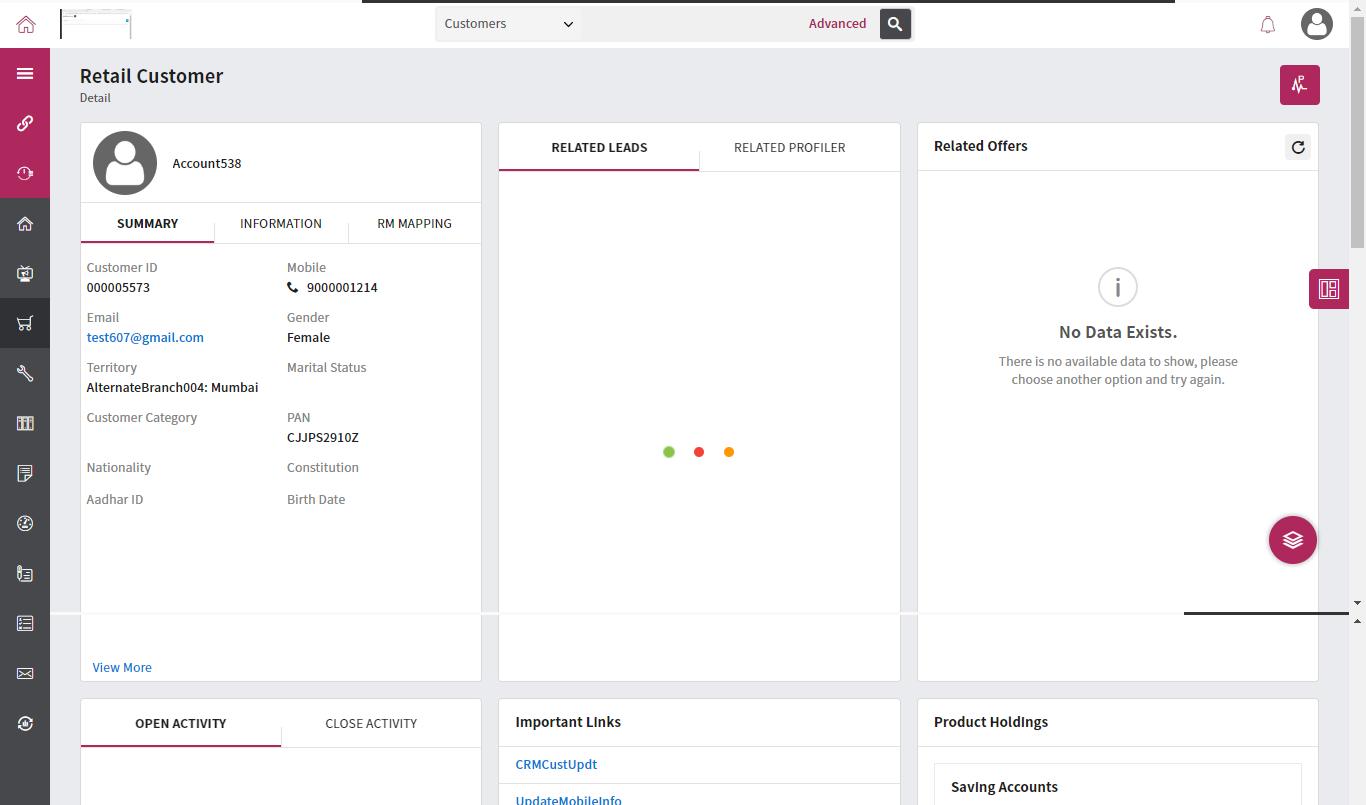 Customers
Advanced
Retail Customer
Detail
Account538
SUMMARY
INFORMATION
RM MAPPING
Customer ID
000005573
Mobile
9000001214
Email
test607@gmail.com
Gender
Female
Territory
AlternateBranch004: Mumbai
Marital Status
Customer Category
PAN
CJJPS2910Z
Nationality
Constitution
Aadhar ID
Birth Date
View More
RELATED LEADS
RELATED PROFILER
Related Offers
No Data Exists.
There is no available data to show, please
choose another option and try again.
OPEN ACTIVITY
CLOSE ACTIVITY
Important Links
CRMCustUpdt
UpdateMobileInfo
Product Holdings
Saving Accounts